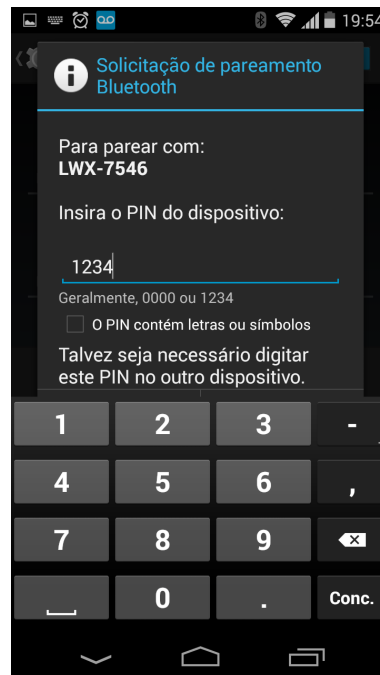 19:54
Solicitação de pareamento
Bluetooth
Para parear com:
LWX-7546
Insira o PIN do dispositivo:
1234
Geralmente, 0000 ou 1234
O PIN contém letras ou símbolos
Talvez seja necessário digitar
este PIN no outro dispositivo.
1 2 3 -
4 5 6 ,
7 8 9
0 . Conc.